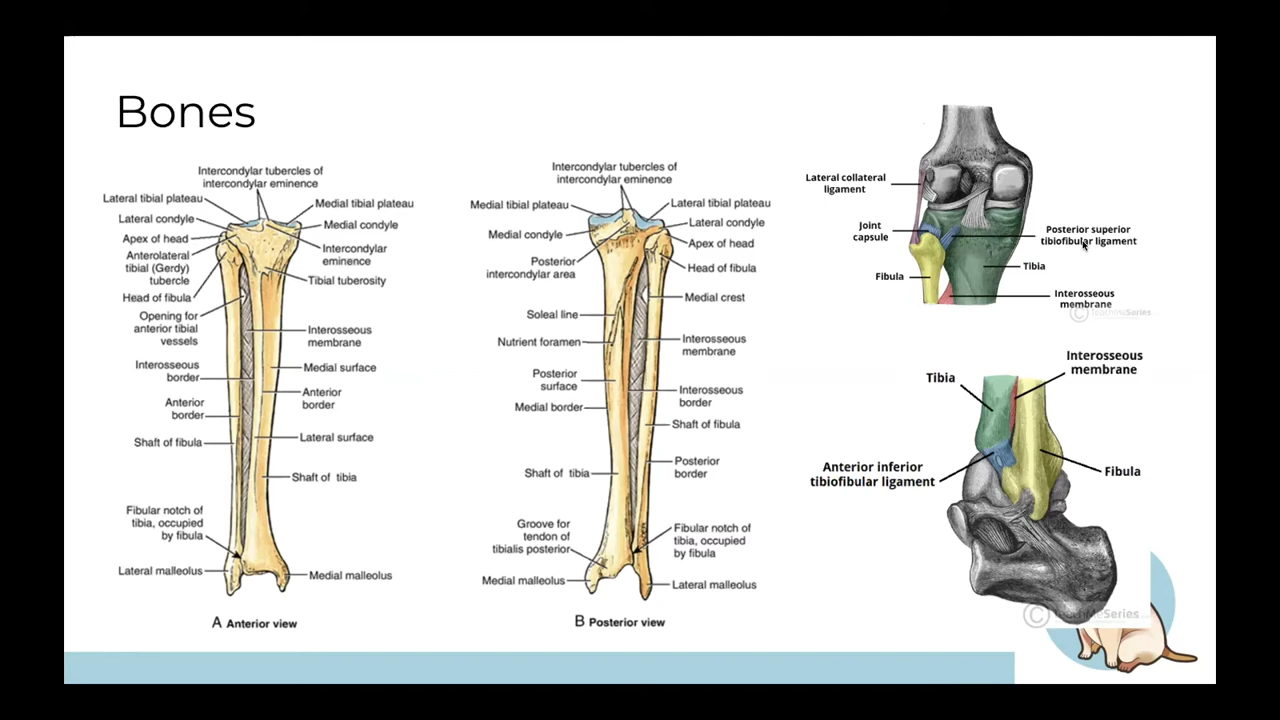 Bones
Intercondylar tubercles of
intercondylar eminence
Lateral tibial plateau
Lateral condyle
Apex of head
Anterolateral
tibial (Gerdy)
tubercle
Head of fibula
Opening for
anterior tibial
vessels
Interosseous
border
Anterior
border
Shaft of fibula
Fibular notch of
tibia, occupied
by fibula
Lateral malleolus
Medial tibial plateau
Medial condyle
Intercondylar
eminence
Tibial tuberosity
Interosseous
membrane
Medial surface
Anterior
border
Lateral surface
Shaft of tibia
Medial malleolus
A Anterior view
Intercondylar tubercles of
intercondylar eminence
Medial tibial plateau
Medial condyle
Posterior
intercondylar area
Soleal line
Nutrient foramen
Posterior
surface
Medial border
Shaft of tibia
Groove for
tendon of
tibialis posterior
Medial malleolus
Lateral tibial plateau
Lateral condyle
Apex of head
Head of fibula
Medial crest
Interosseous
membrane
Interosseous
border
Shaft of fibula
Posterior
border
Fibular notch of
tibia, occupied
by fibula
Lateral malleolus
B Posterior view
Lateral collateral
ligament
Joint
capsule
Fibula
Posterior superior
tibiofibular ligament
Tibia
Interosseous
membrane
© TeachMeSeries
Tibia
Interosseous
membrane
Anterior inferior
tibiofibular ligament
Fibula
© TeachMeSeries